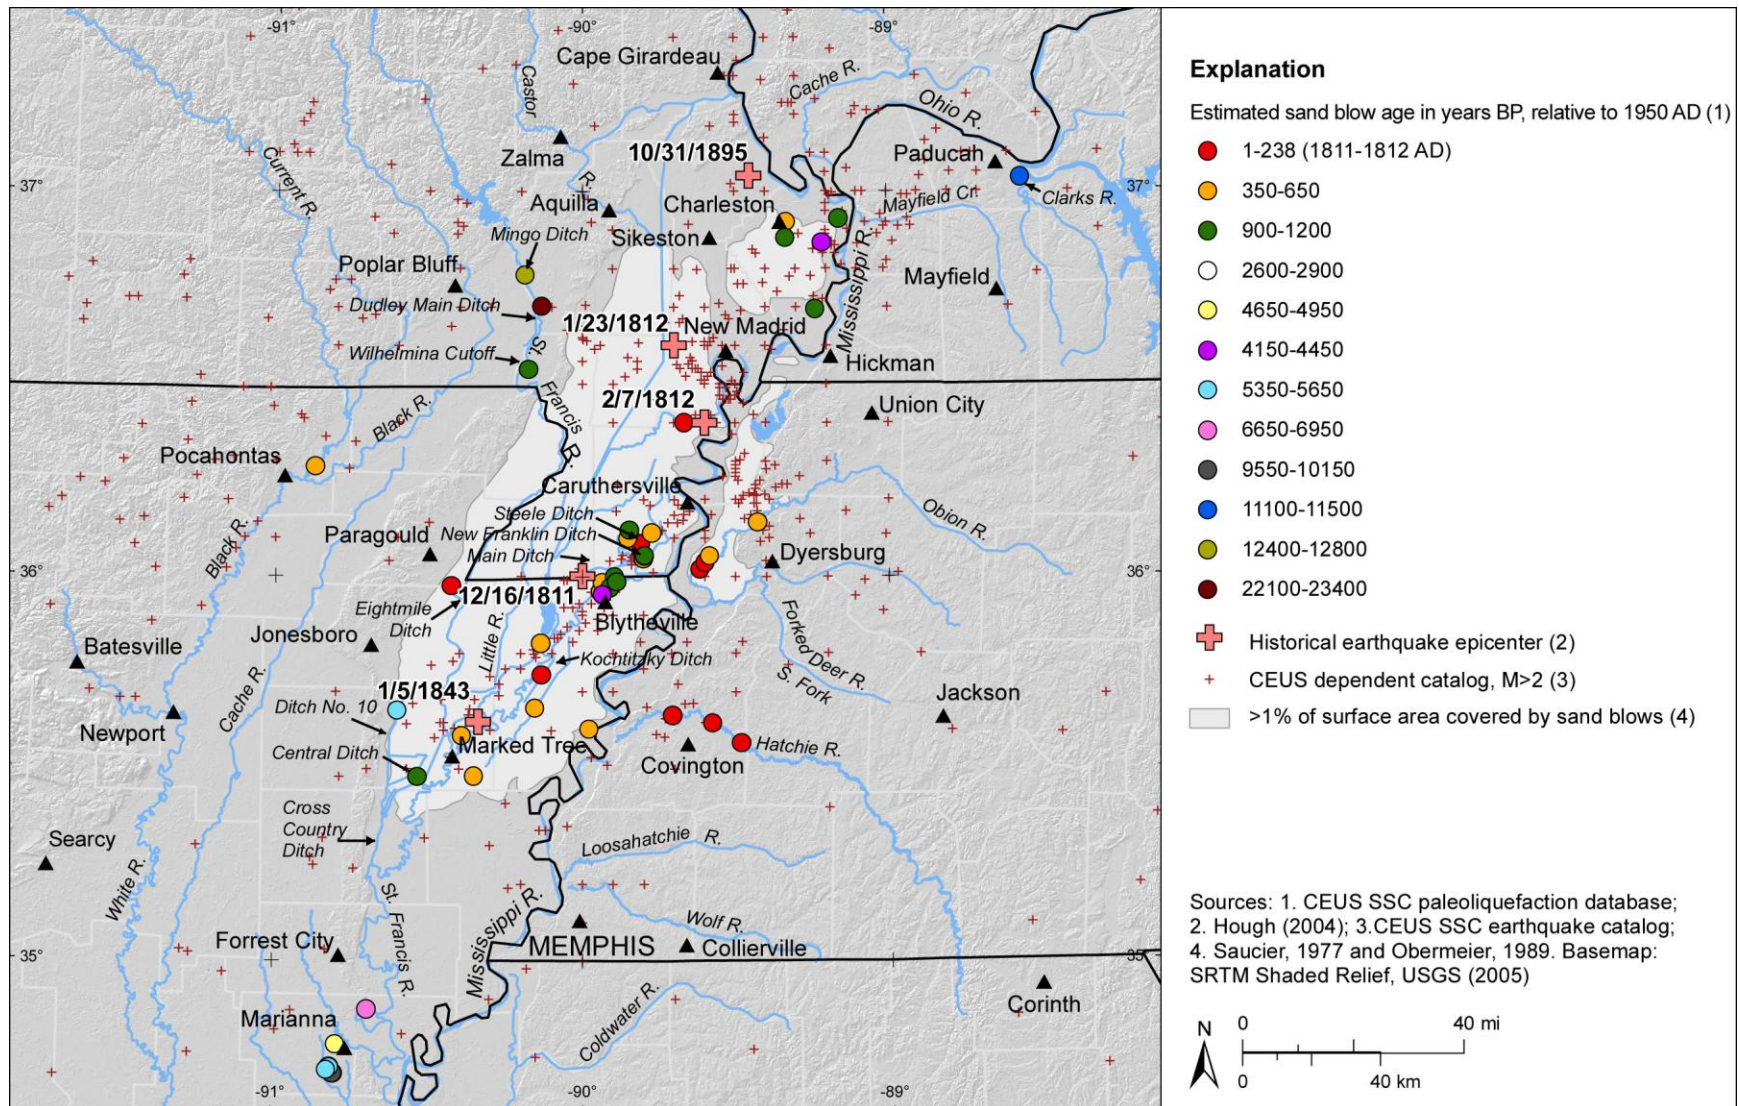 -91°
-90°
-89°
Cape Girardeau
Castor
R.
Cache R.
Ohio R.
Current R.
Zalma
10/31/1895
Paducah
37°
37°
Aquilla
Charleston
Mayfield Cr.
Clarks R.
Mingo Ditch
Sikeston
Mississippi R.
Poplar Bluff
Mayfield
Dudley Main Ditch
1/23/1812
New Madrid
Wilhelmina Cutoff
St.
Francis
R.
Hickman
2/7/1812
Union City
Black R.
Pocahontas
Caruthersville
Steele Ditch
Obion R.
New Franklin Ditch
Black R.
Paragould
Main Ditch
Dyersburg
36°
36°
12/16/1811
Eightmile
Ditch
Blytheville
Jonesboro
Little R.
Forked Deer R.
S. Fork
Batesville
Kochtitzky Ditch
Cache R.
1/5/1843
Jackson
Ditch No. 10
Newport
Marked Tree
Hatchie R.
Central Ditch
Covington
Cross
Country
Ditch
Searcy
Loosahatchie R.
White R.
St. Francis R.
Mississippi R.
Wolf R.
Forrest City
MEMPHIS
Collierville
35°
35°
Corinth
Marianna
Coldwater R.
-91°
-90°
-89°
Explanation
Estimated sand blow age in years BP, relative to 1950 AD (1)
1-238 (1811-1812 AD)
350-650
900-1200
2600-2900
4650-4950
4150-4450
5350-5650
6650-6950
9550-10150
11100-11500
12400-12800
22100-23400
Historical earthquake epicenter (2)
CEUS dependent catalog, M>2 (3)
>1% of surface area covered by sand blows (4)
Sources: 1. CEUS SSC paleoliquefaction database;
2. Hough (2004); 3.CEUS SSC earthquake catalog;
4. Saucier, 1977 and Obermeier, 1989. Basemap:
SRTM Shaded Relief, USGS (2005)
N
0 40 mi
0 40 km